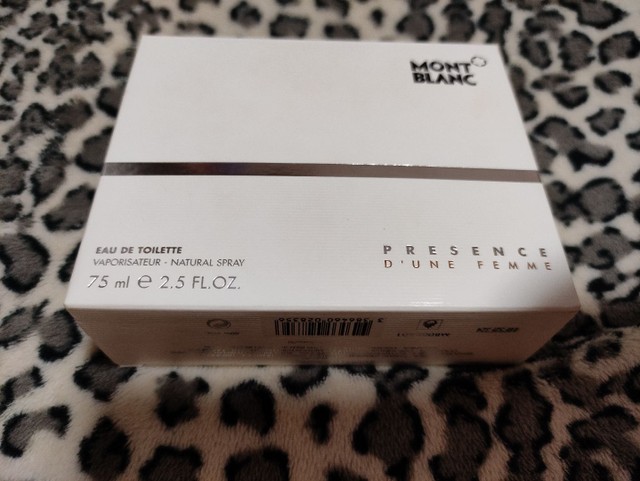 MONT
BLANC
EAU DE TOILETTE
VAPORISATEUR - NATURAL SPRAY
75 ml e 2.5 FL.OZ.
PRESENCE
D'UNE FEMME